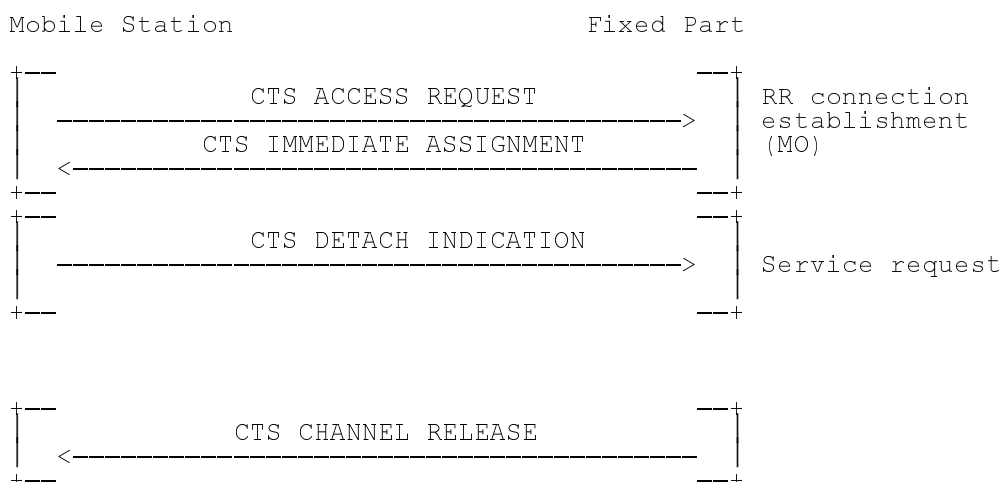 Mobile Station Fixed Part
CTS ACCESS REQUEST RR connection
establishment
CTS IMMEDIATE ASSIGNMENT (MO)
CTS DETACH INDICATION
Service request
CTS CHANNEL RELEASE